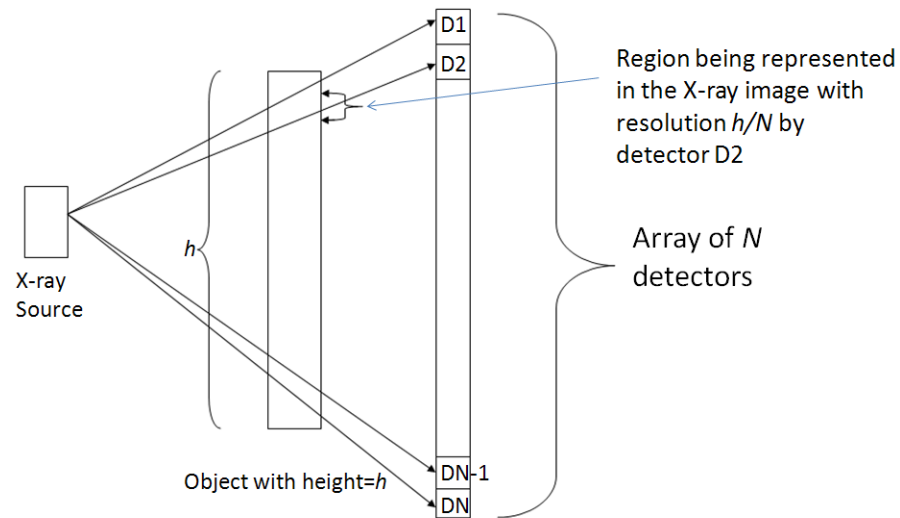 D1
D2
Region being represented
in the X-ray image with
resolution h/N by
detector D2
h
X-ray
Source
Array of N
detectors
Object with height=h
DN-1
DN